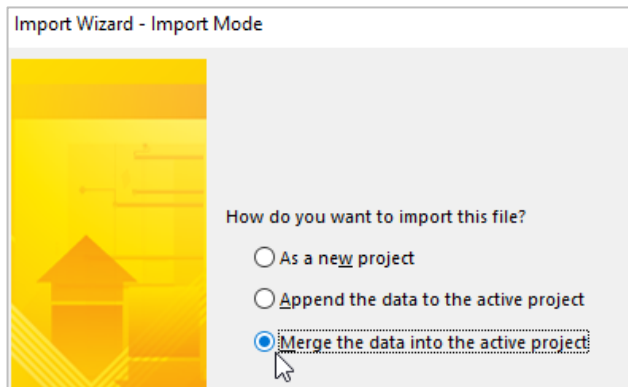 Import Wizard - Import Mode
How do you want to import this file?
As a new project
Append the data to the active project
Merge the data into the active project